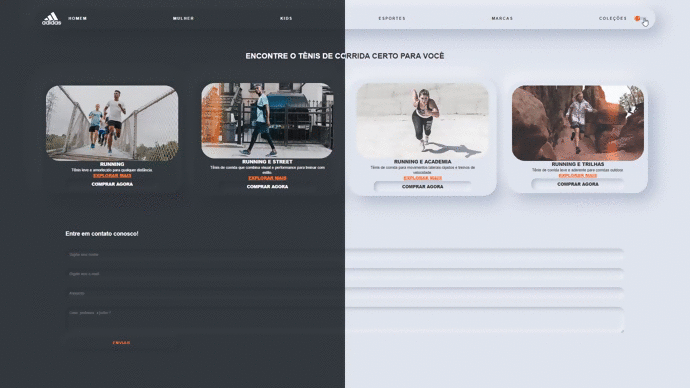 adidas
HOMEM
MULHER
KIDS
ESPORTES
MARCAS
COLEÇÕES
ENCONTRE O TÊNIS DE CORRIDA CERTO PARA VOCÊ
RUNNING
Tênis leve e amortecido para qualquer distância
EXPLORAR MAIS
COMPRAR AGORA
RUNNING E STREET
Tênis de corrida que combina visual e performance para treinar com
estilo.
EXPLORAR MAIS
COMPRAR AGORA
RUNNING E ACADEMIA
Tênis de corrida para movimentos laterais rápidos e treinos de
velocidade
EXPLORAR MAIS
COMPRAR AGORA
RUNNING E TRILHAS
Tênis de corrida leve e aderente para corridas outdoor
EXPLORAR MAIS
COMPRAR AGORA
Entre em contato conosco!
Digite seu nome
Digite seu e-mail
ENVIAR